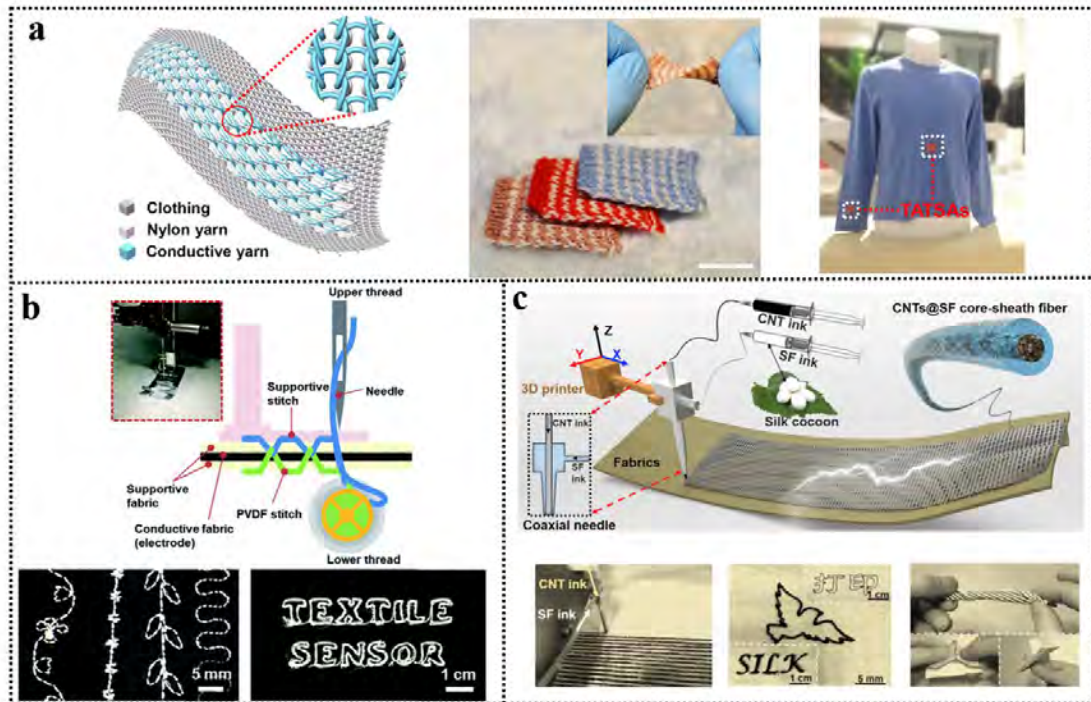 a
Clothing
Nylon yarn
Conductive yarn
TATSAs
b
Upper thread
Supportive
stitch
Needle
Supportive
fabric
PVDF stitch
Conductive fabric
(electrode)
Lower thread
5 mm
TEXTILE
SENSOR
1 cm
c
CNT ink
SF ink
CNTs@SF core-sheath fiber
Z
Y
X
3D printer
Silk cocoon
CNT ink
SF
ink
Fabrics
Coaxial needle
CNT ink
SF ink
1 cm
SILK
1 cm
5 mm